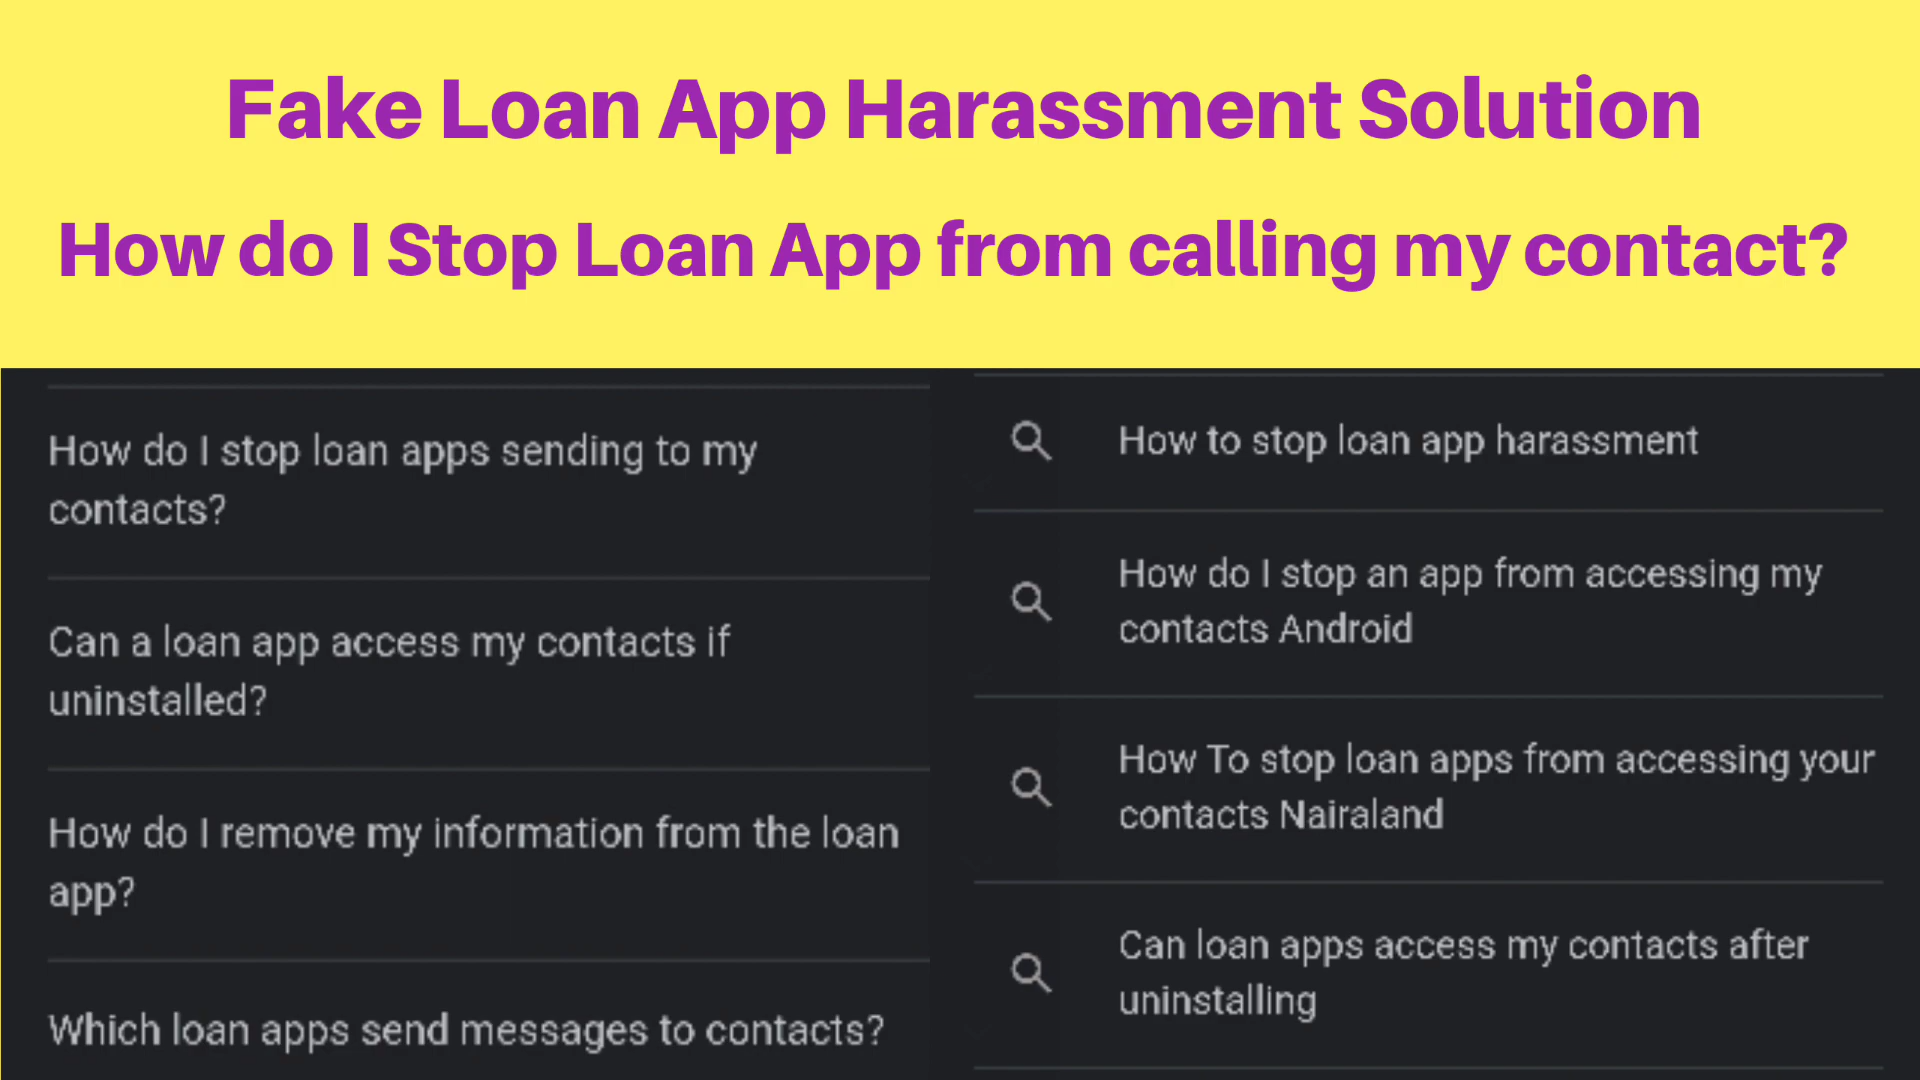 Fake Loan App Harassment Solution
How do I Stop Loan App from calling my contact?
How do I stop loan apps sending to my
contacts?
Can a loan app access my contacts if
uninstalled?
How do I remove my information from the loan
app?
Which loan apps send messages to contacts?
How to stop loan app harassment
How do I stop an app from accessing my
contacts Android
How To stop loan apps from accessing your
contacts Nairaland
Can loan apps access my contacts after
uninstalling